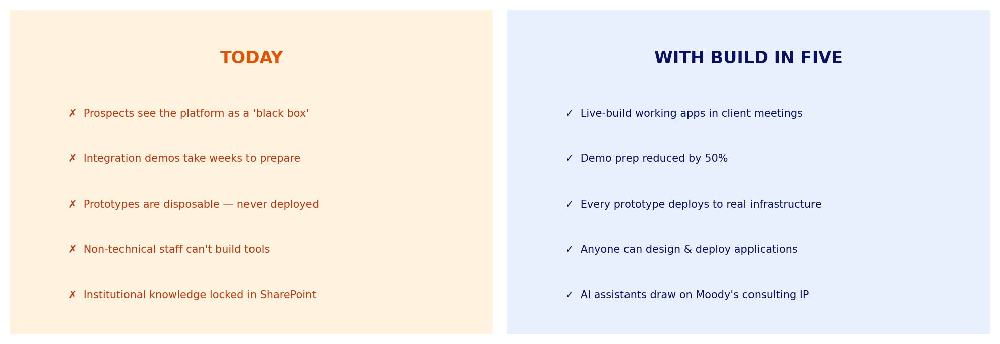 TODAY
✗ Prospects see the platform as a 'black box'
✗ Integration demos take weeks to prepare
✗ Prototypes are disposable — never deployed
✗ Non-technical staff can't build tools
✗ Institutional knowledge locked in SharePoint
WITH BUILD IN FIVE
✓ Live-build working apps in client meetings
✓ Demo prep reduced by 50%
✓ Every prototype deploys to real infrastructure
✓ Anyone can design & deploy applications
✓ AI assistants draw on Moody's consulting IP